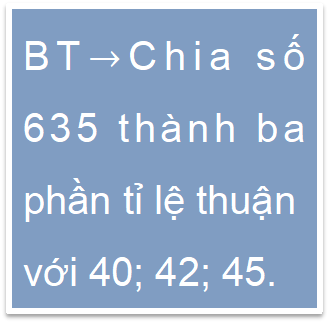 BT→Chia số
635 thành ba
phần tỉ lệ thuận
với 40; 42; 45.